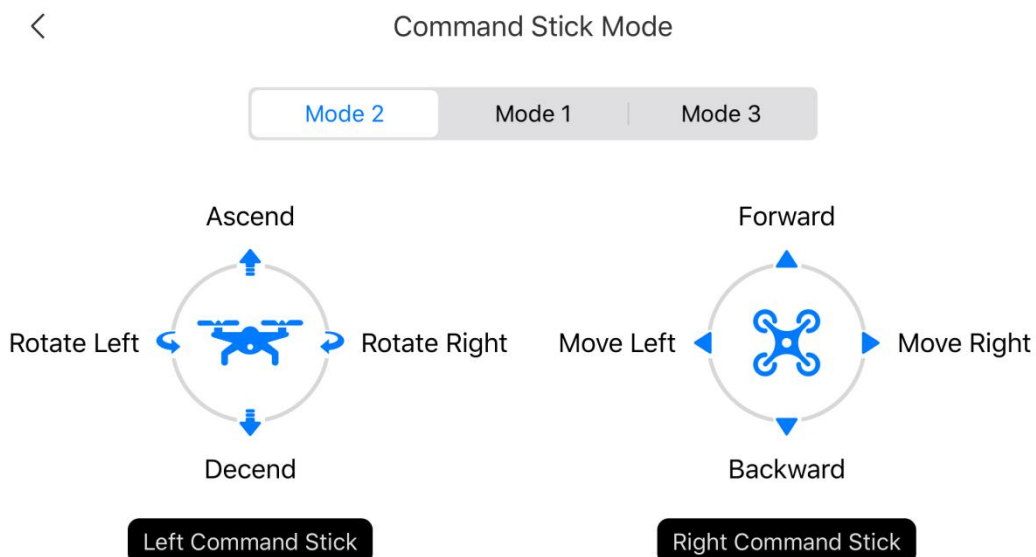 Command Stick Mode
Mode 2 Mode 1 Mode 3
Ascend Forward
Rotate Left Rotate Right Move Left Move Right
Decend Backward
Left Command Stick Right Command Stick